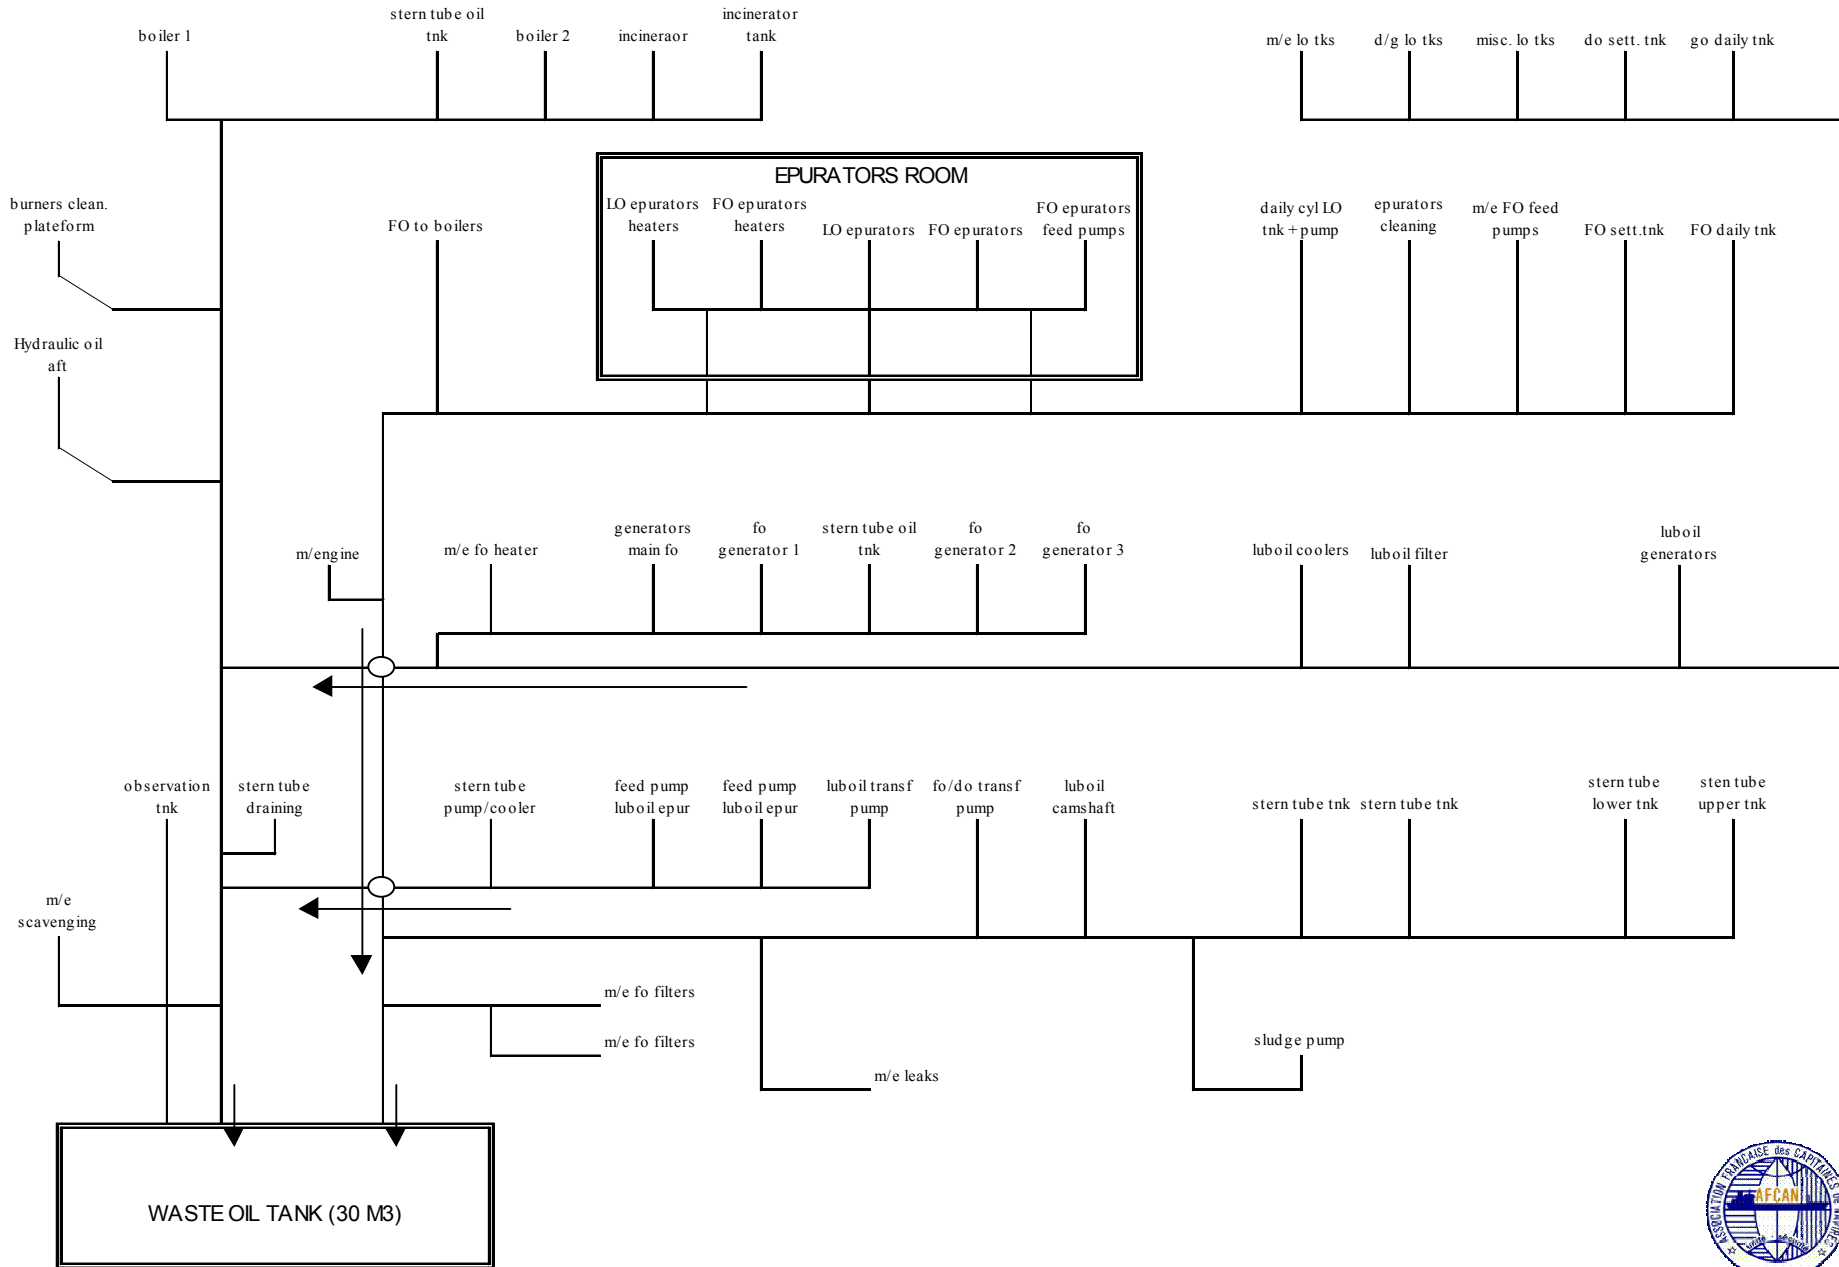 boiler 1
stern tube oil
tnk
boiler 2
incineraor
incinerator
tank
m/e lo tks
d/g lo tks
misc. lo tks
do sett. tnk
go daily tnk
EPURATORS ROOM
burners clean.
plateform
FO to boilers
LO epurators
heaters
FO epurators
heaters
LO epurators
FO epurators
FO epurators
feed pumps
daily cyl LO
tnk + pump
epurators
cleaning
m/e FO feed
pumps
FO sett.tnk
FO daily tnk
Hydraulic oil
aft
m/engine
m/e fo heater
generators
main fo
fo
generator 1
stern tube oil
tnk
fo
generator 2
fo
generator 3
luboil coolers
luboil filter
luboil
generators
observation
tnk
stern tube
draining
stern tube
pump/cooler
feed pump
luboil epur
feed pump
luboil epur
luboil transf
pump
fo/do transf
pump
luboil
camshaft
stern tube tnk
stern tube tnk
stern tube
lower tnk
sten tube
upper tnk
m/e
scavenging
m/e fo filters
m/e fo filters
m/e leaks
sludge pump
WASTE OIL TANK (30 M3)
ASSOCIATION FRANÇAISE des CAPITAINES DE NAVIRES
AFCAN